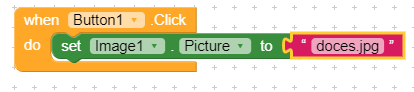 when Button1 .Click
do set Image1 . Picture to " doces.jpg "